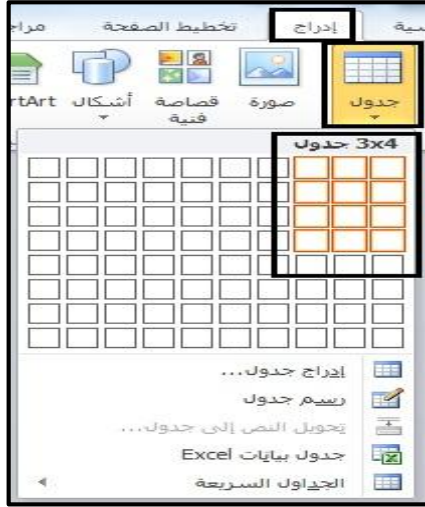 سية إدراج تخطيط الصفحة مراج
جدول صورة قصاصة فنية أشكال rtArt
3x4 جدول
إدراج جدول...
رسم جدول
تحويل النص إلى جدول...
جدول بيانات Excel
الجداول السريعة